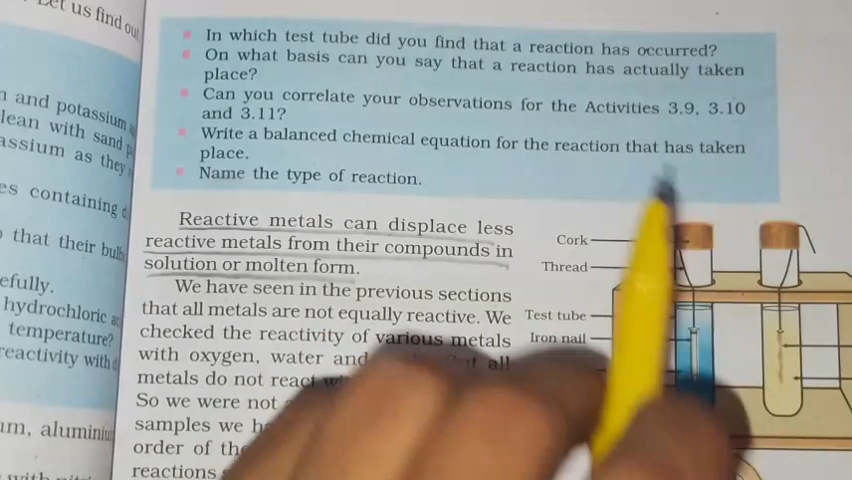 Let us find out
n and potassium
lean with sand
assium as they
es containing
that their bulb
efully.
hydrochloric
temperature?
reactivity with
um, aluminium
In which test tube did you find that a reaction has occurred?
On what basis can you say that a reaction has actually taken
place?
Can you correlate your observations for the Activities 3.9, 3.10
and 3.11?
Write a balanced chemical equation for the reaction that has taken
place.
Name the type of reaction.
Reactive metals can displace less
reactive metals from their compounds in
solution or molten form.
We have seen in the previous sections
that all metals are not equally reactive. We
checked the reactivity of various metals
with oxygen, water and
all
metals do not react
So we were not
samples we
order of the
reactions
Cork
Thread
Test tube
Iron nail